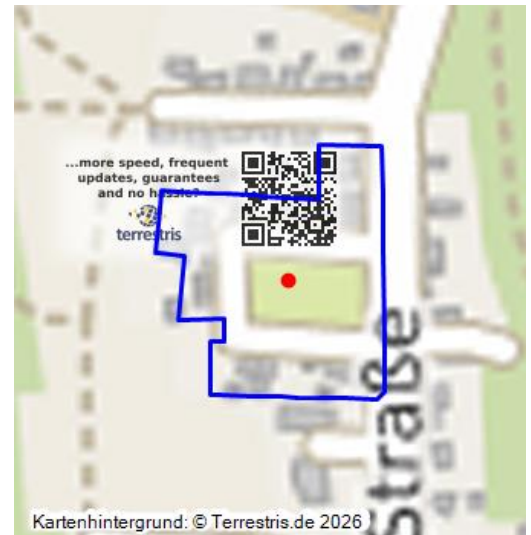 ...more speed, frequent
updates, guarantees
and no hassle?
terrestris
straße
Kartenhintergrund: © Terrestris.de 2026